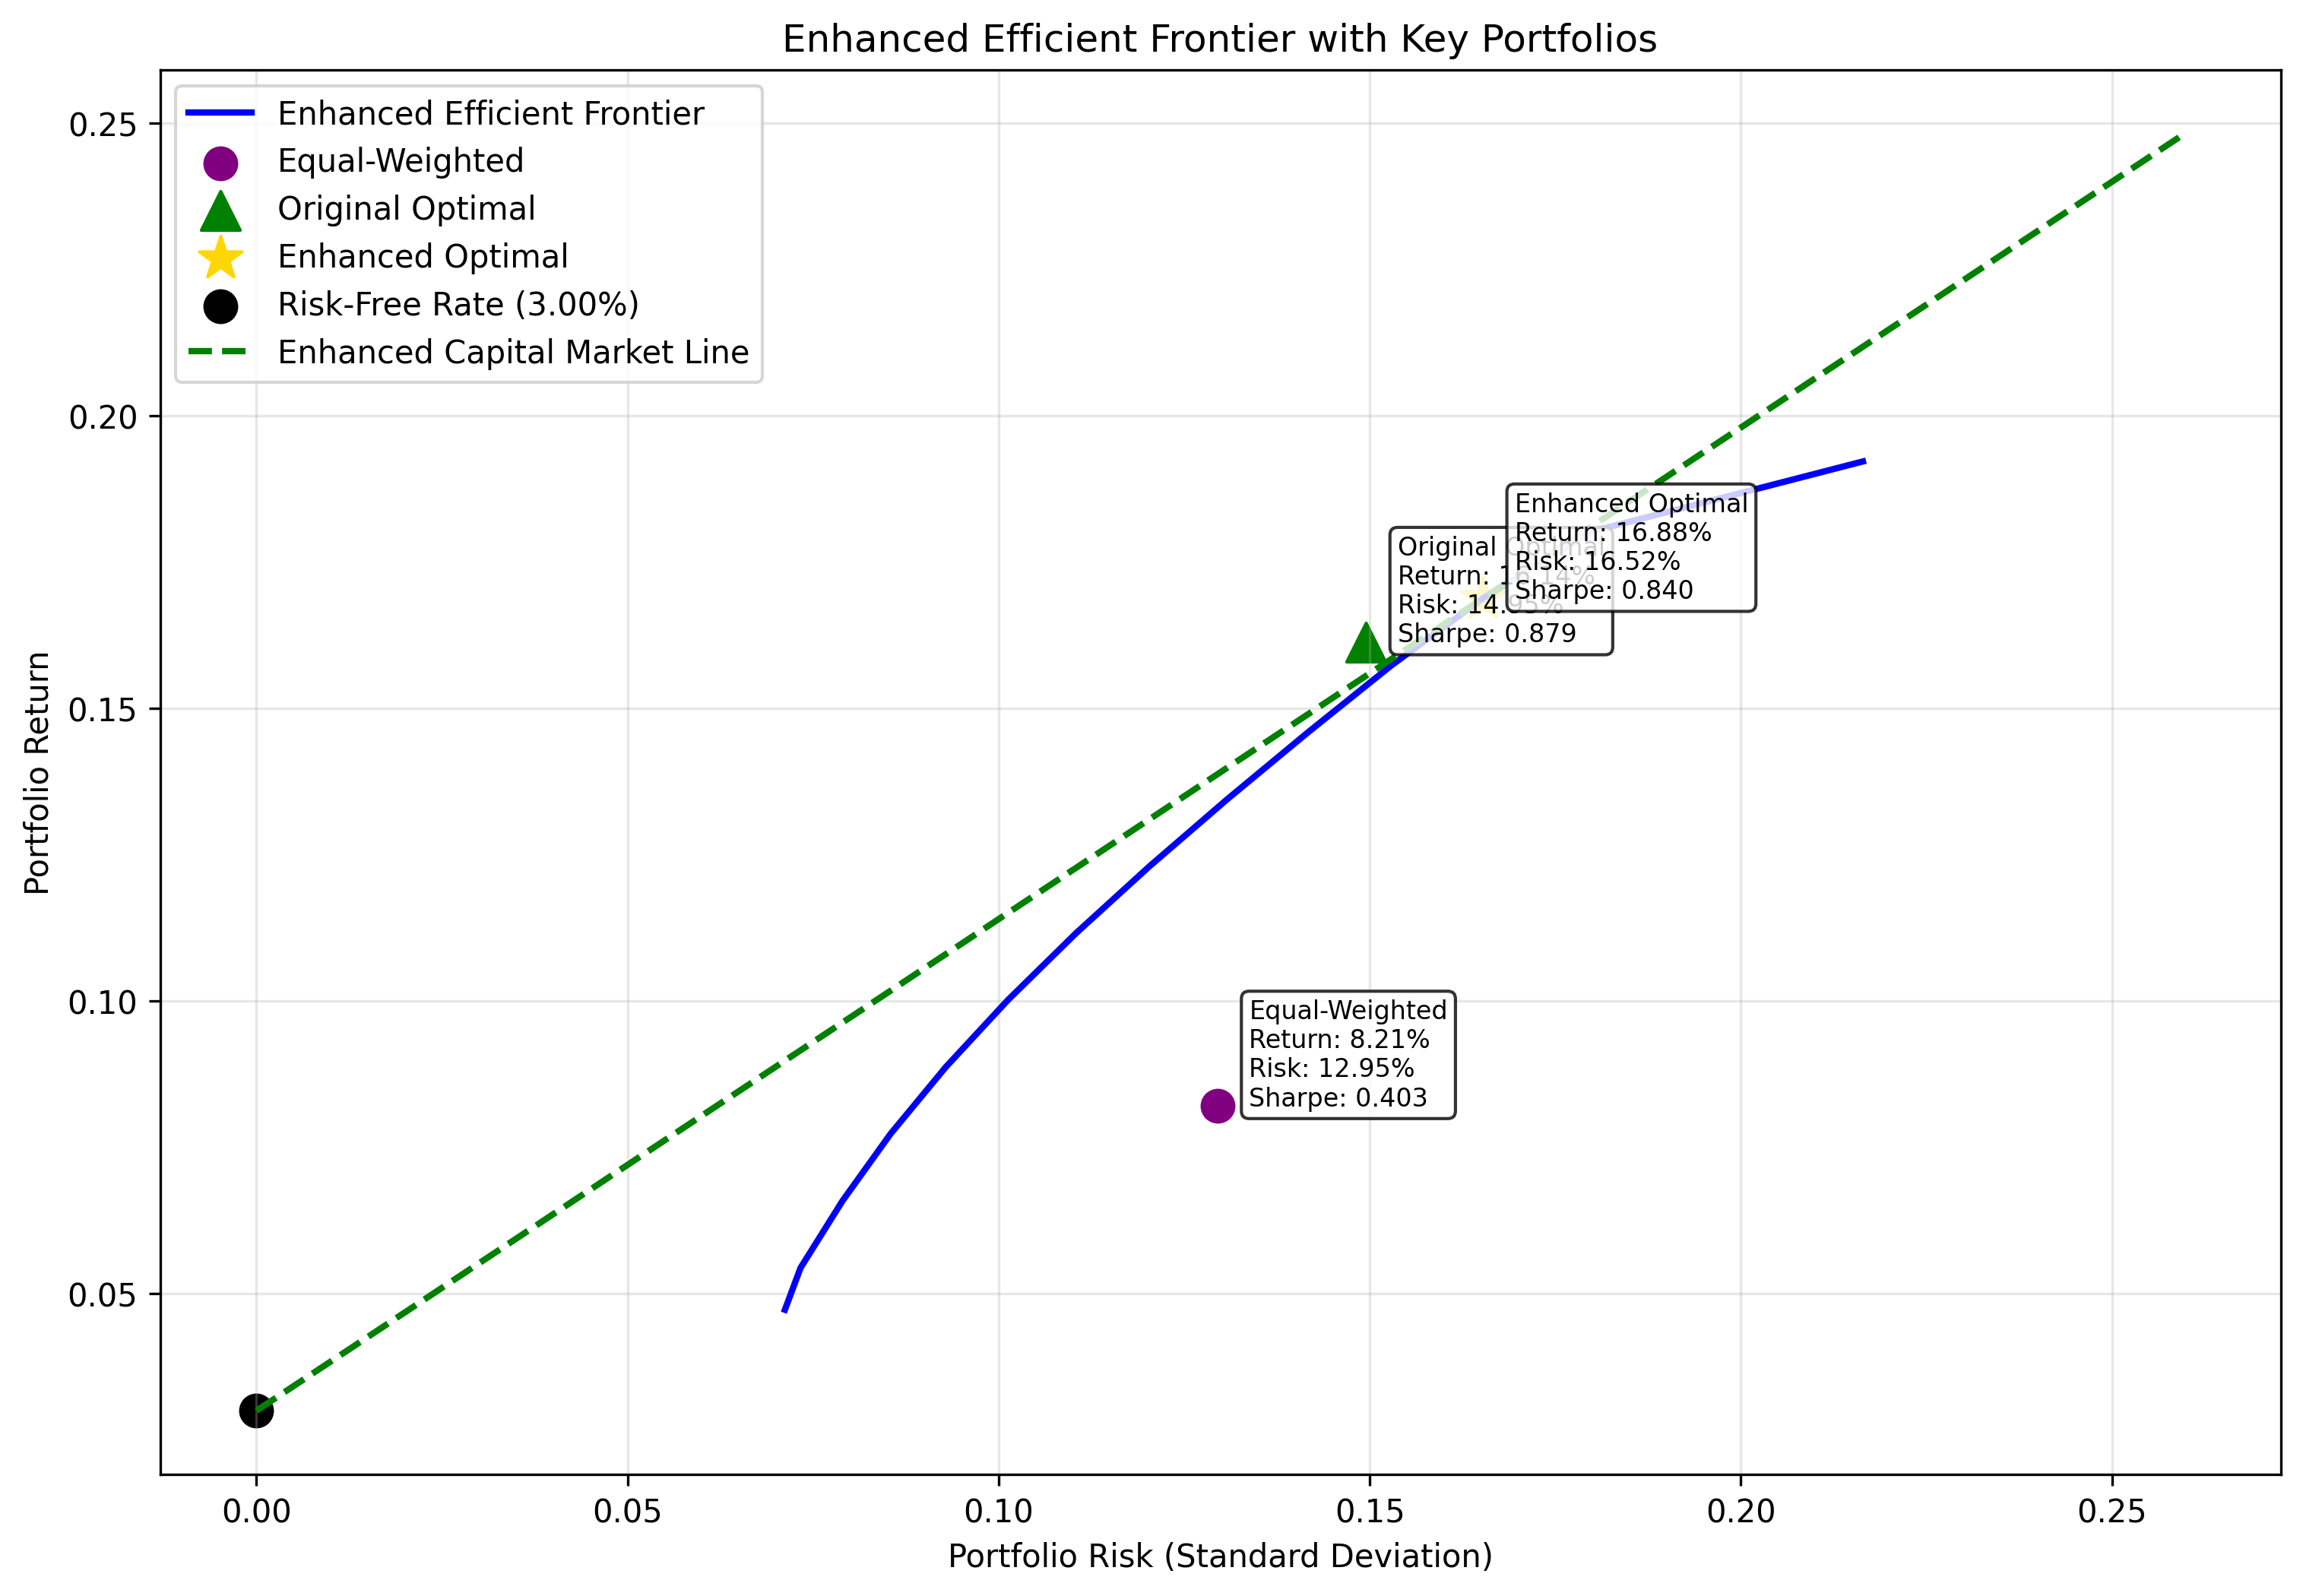 Enhanced Efficient Frontier with Key Portfolios
Enhanced Efficient Frontier
Equal-Weighted
Original Optimal
Enhanced Optimal
Risk-Free Rate (3.00%)
Enhanced Capital Market Line
0.25
0.20
0.15
0.10
0.05
Portfolio Return
Enhanced Optimal
Return: 16.88%
Risk: 16.52%
Sharpe: 0.840
Original Optimal
Return: 16.14%
Risk: 14.95%
Sharpe: 0.879
Equal-Weighted
Return: 8.21%
Risk: 12.95%
Sharpe: 0.403
0.00
0.05
0.10
0.15
0.20
0.25
Portfolio Risk (Standard Deviation)